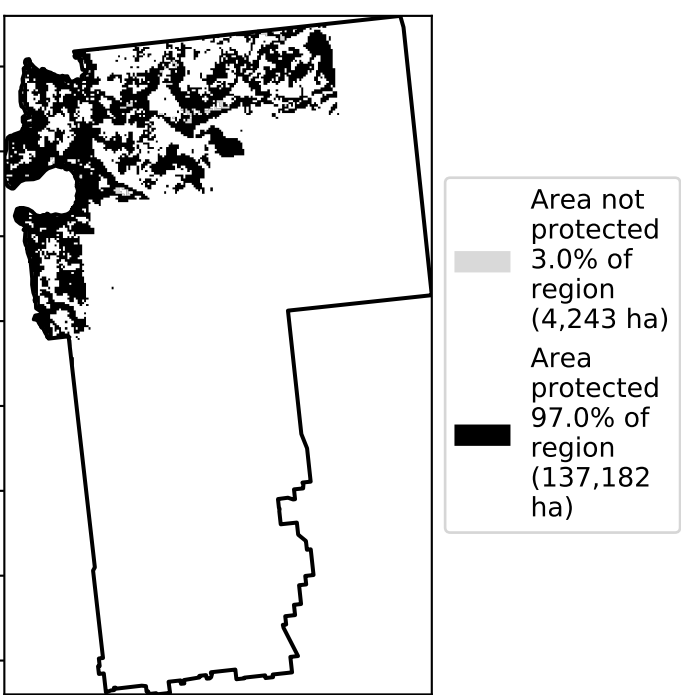 Area not
protected
3.0% of
region
(4,243 ha)
Area
protected
97.0% of
region
(137,182
ha)